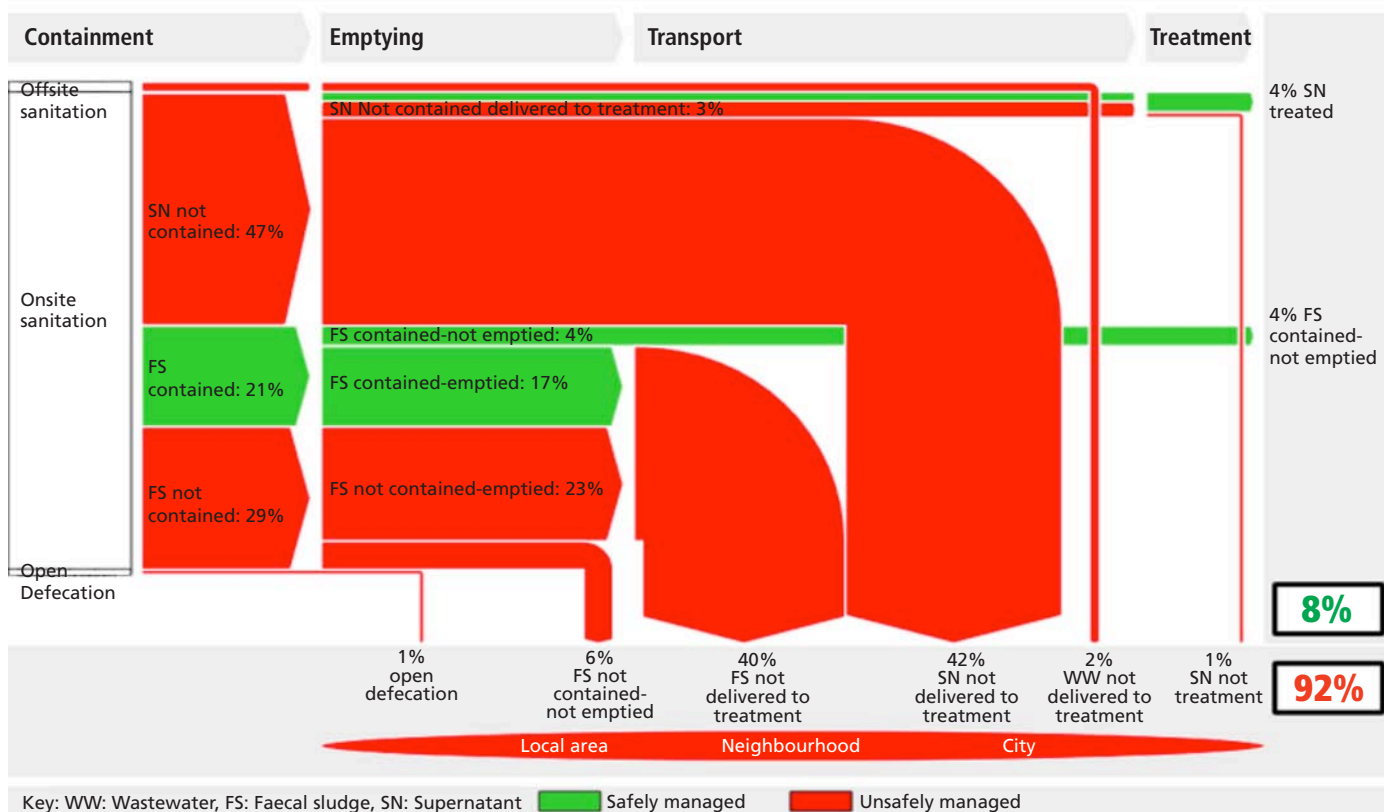 Containment
Emptying
Transport
Treatment
Offsite
sanitation
SN Not contained delivered to treatment: 3%
4% SN
treated
SN not
contained: 47%
Onsite
sanitation
FS contained-not emptied: 4%
4% FS
contained-
not emptied
FS
contained: 21%
FS contained-emptied: 17%
FS not
contained: 29%
FS not contained-emptied: 23%
Open
Defecation
8%
1%
open
defecation
6%
FS not
contained-
not emptied
40%
FS not
delivered to
treatment
42%
SN not
delivered to
treatment
2%
WW not
delivered to
treatment
1%
SN not
treatment
92%
Local area
Neighbourhood
City
Key: WW: Wastewater, FS: Faecal sludge, SN: Supernatant
Safely managed
Unsafely managed